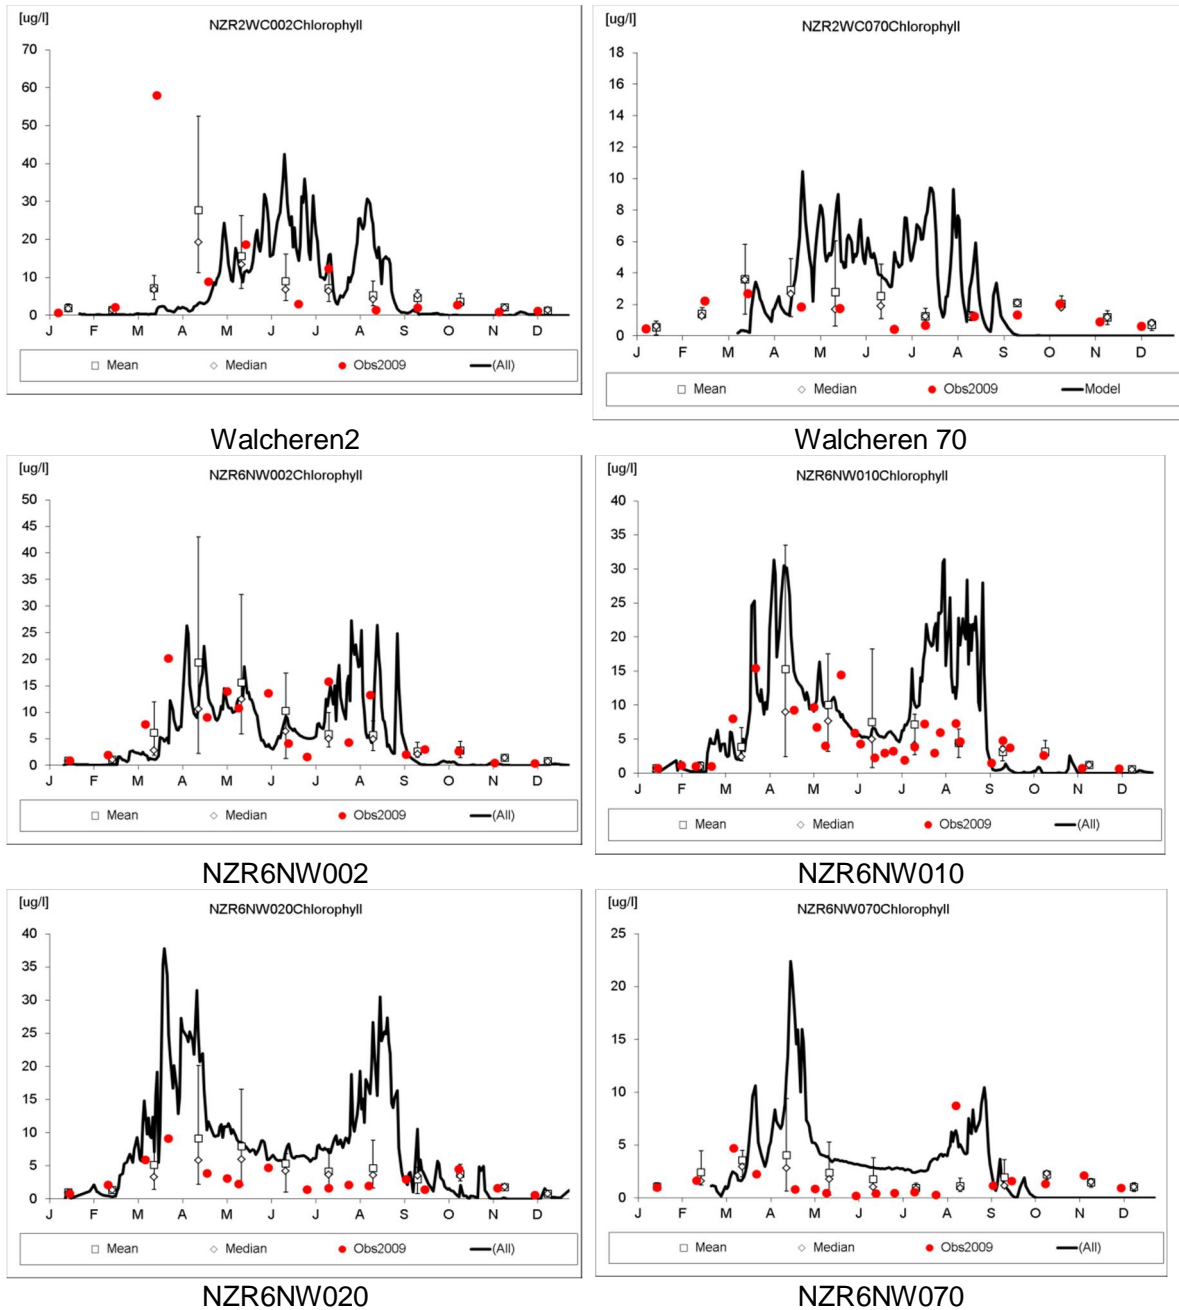 [ug/l]
NZR2WC002Chlorophyll
70
60
50
40
30
20
10
0
J F M A M J J A S O N D
Mean Median Obs2009 (All)
Walcheren2
[ug/l]
NZR2WC070Chlorophyll
18
16
14
12
10
8
6
4
2
0
J F M A M J J A S O N D
Mean Median Obs2009 Model
Walcheren 70
[ug/l]
NZR6NW002Chlorophyll
50
45
40
35
30
25
20
15
10
5
0
J F M A M J J A S O N D
Mean Median Obs2009 (All)
NZR6NW002
[ug/l]
NZR6NW010Chlorophyll
40
35
30
25
20
15
10
5
0
J F M A M J J A S O N D
Mean Median Obs2009 (All)
NZR6NW010
[ug/l]
NZR6NW020Chlorophyll
40
35
30
25
20
15
10
5
0
J F M A M J J A S O N D
Mean Median Obs2009 (All)
NZR6NW020
[ug/l]
NZR6NW070Chlorophyll
25
20
15
10
5
0
J F M A M J J A S O N D
Mean Median Obs2009 (All)
NZR6NW070